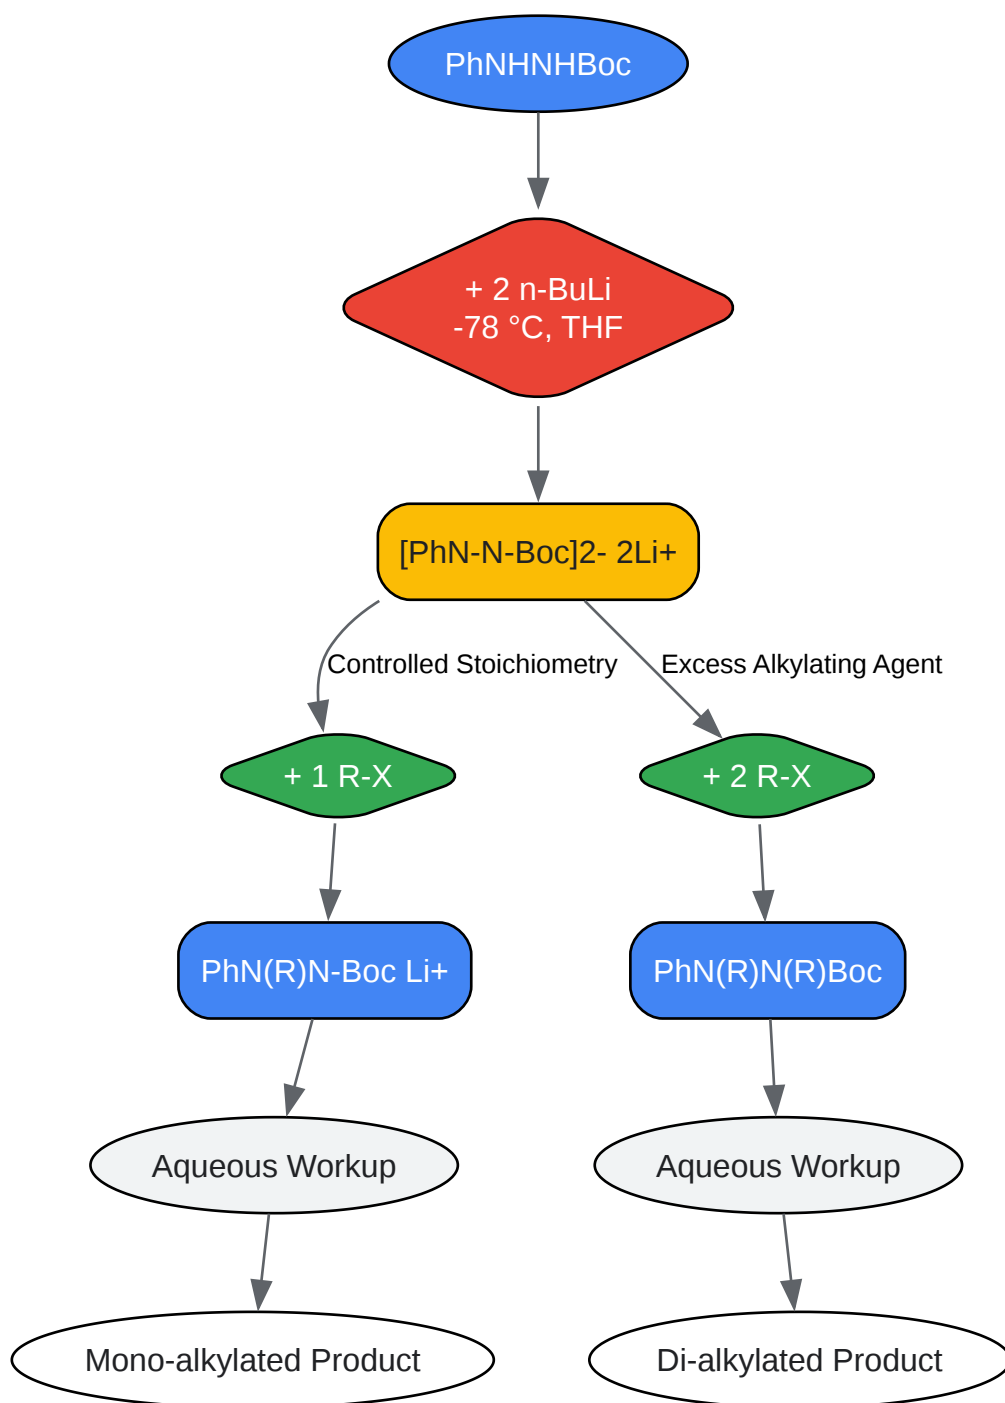 PhNHNHBoc
+ 2 n-BuLi
-78 °C, THF
[PhN-N-Boc]2- 2Li+
Controlled Stoichiometry
Excess Alkylating Agent
+ 1 R-X
+ 2 R-X
PhN(R)N-Boc Li+
PhN(R)N(R)Boc
Aqueous Workup
Aqueous Workup
Mono-alkylated Product
Di-alkylated Product